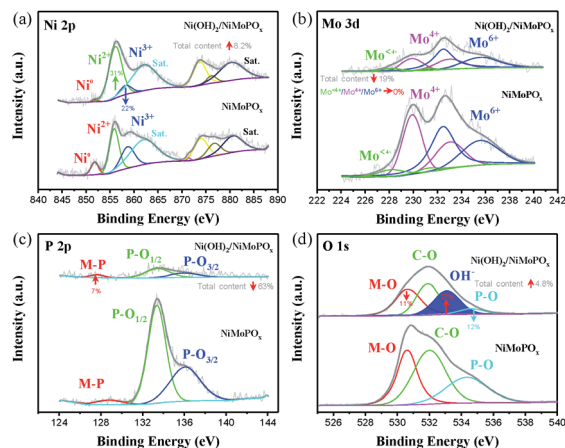 (a) Ni 2p
Ni(OH)₂/NiMoPOₓ
Ni²⁺
Ni³⁺
Total content 8.2%
Sat.
Sat.
Ni⁰
31%
22%
NiMoPOₓ
Ni²⁺
Ni³⁺
Sat.
Sat.
Ni⁰
Intensity (a.u.)
840 845 850 855 860 865 870 875 880 885 890
Binding Energy (eV)
(b) Mo 3d
Ni(OH)₂/NiMoPOₓ
Mo⁴⁺
Mo⁶⁺
Mo<⁴⁺
Total content 19%
Mo<⁴⁺/Mo⁴⁺/Mo⁶⁺ 0%
NiMoPOₓ
Mo⁴⁺
Mo⁶⁺
Mo<⁴⁺
Intensity (a.u.)
222 224 226 228 230 232 234 236 238 240 242
Binding Energy (eV)
(c) P 2p
Ni(OH)₂/NiMoPOₓ
P-O₁/₂
P-O₃/₂
M-P
7%
Total content 63%
NiMoPOₓ
P-O₁/₂
P-O₃/₂
M-P
Intensity (a.u.)
124 126 128 130 132 134 136 138 140 142 144
Binding Energy (eV)
(d) O 1s
Ni(OH)₂/NiMoPOₓ
C-O
OH⁻
Total content 4.8%
M-O
P-O
11%
12%
NiMoPOₓ
C-O
M-O
P-O
Intensity (a.u.)
526 528 530 532 534 536 538 540
Binding Energy (eV)